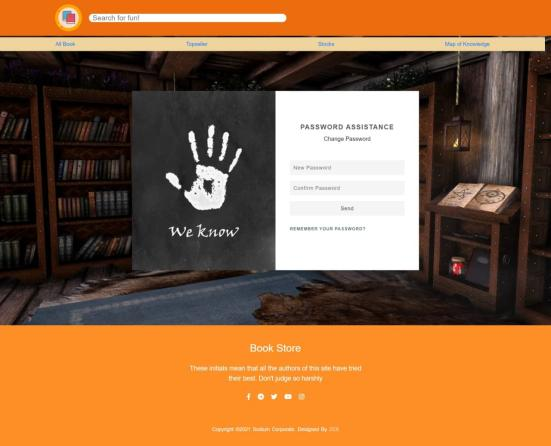 Search for fun!
All Book
Topseller
Stocks
Map of Knowledge
We know
PASSWORD ASSISTANCE
Change Password
New Password
Confirm Password
Send
REMEMBER YOUR PASSWORD?
Book Store
These initials mean that all the authors of this site have tried
their best. Don't judge so harshly
Copyright ©2021 Sodium Corporate. Designed By